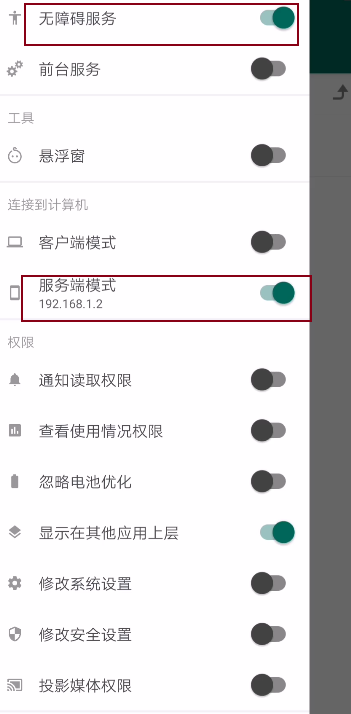 无障碍服务
前台服务
工具
悬浮窗
连接到计算机
客户端模式
服务端模式
192.168.1.2
权限
通知读取权限
查看使用情况权限
忽略电池优化
显示在其他应用上层
修改系统设置
修改安全设置
投影媒体权限